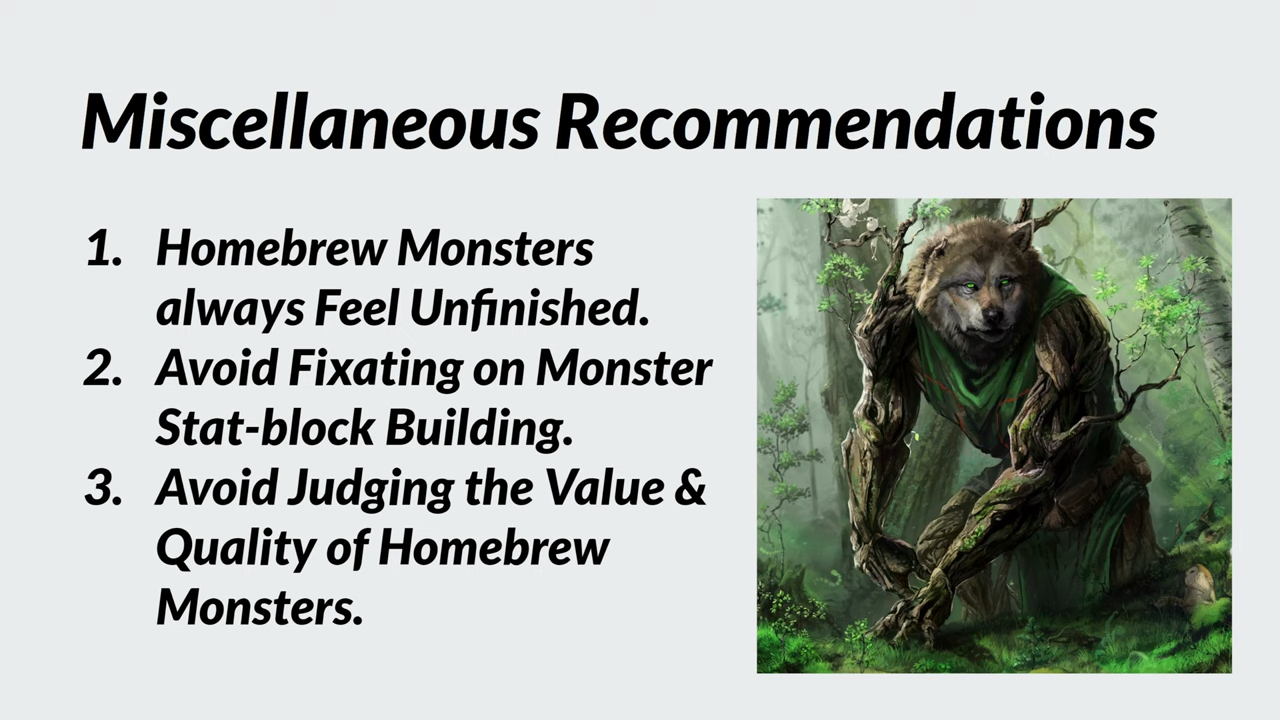 Miscellaneous Recommendations
1. Homebrew Monsters
always Feel Unfinished.
2. Avoid Fixating on Monster
Stat-block Building.
3. Avoid Judging the Value &
Quality of Homebrew
Monsters.